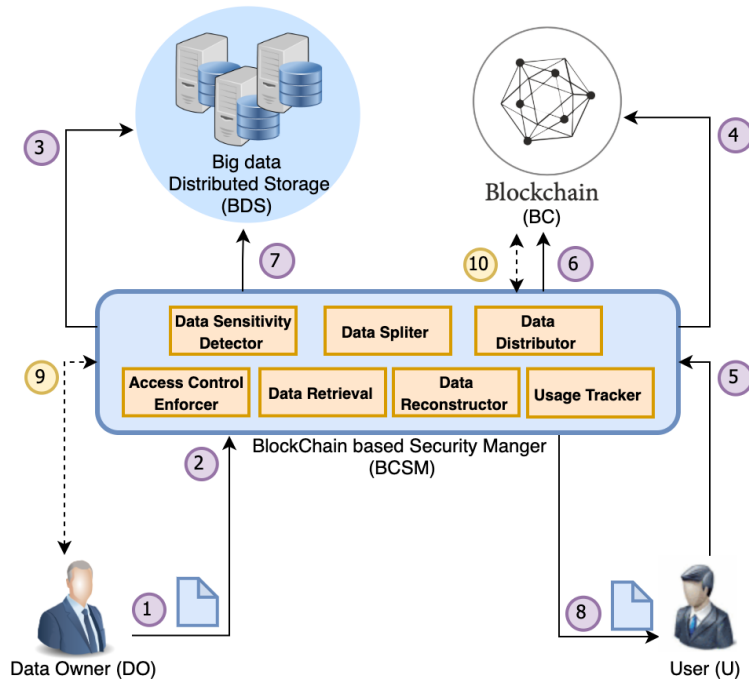 3
4
Big data
Distributed Storage
(BDS)
Blockchain
(BC)
7
10
6
Data Sensitivity
Detector
Data Spliter
Data
Distributor
9
5
Access Control
Enforcer
Data Retrieval
Data
Reconstructor
Usage Tracker
2
BlockChain based Security Manger
(BCSM)
1
8
Data Owner (DO)
User (U)